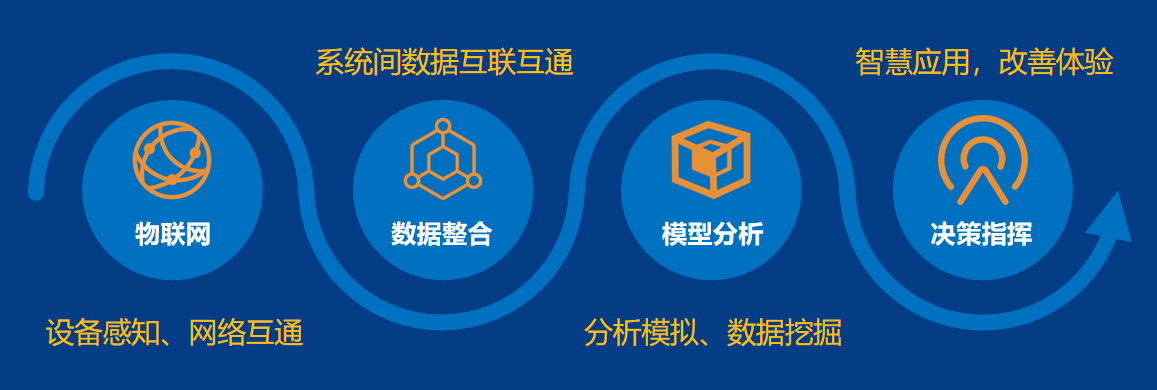 系统间数据互联互通
智慧应用，改善体验
物联网
数据整合
模型分析
决策指挥
设备感知、网络互通
分析模拟、数据挖掘